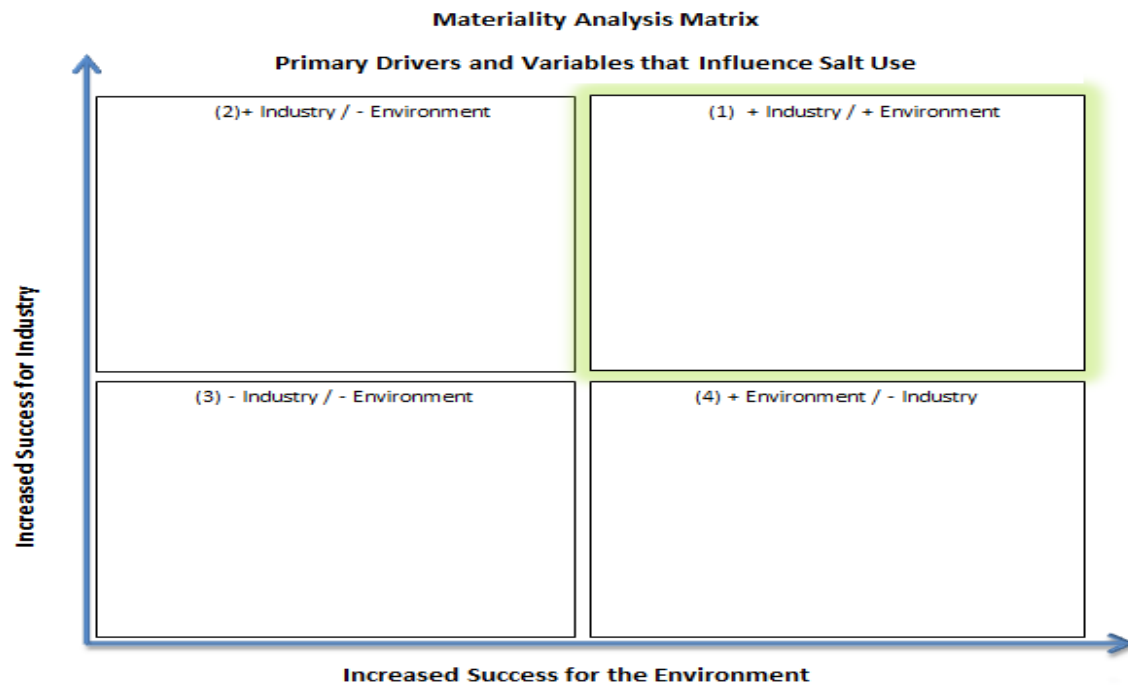 Materiality Analysis Matrix
Primary Drivers and Variables that Influence Salt Use
(2)+ Industry / - Environment
(1) + Industry / + Environment
Increased Success for Industry
(3) - Industry / - Environment
(4) + Environment / - Industry
Increased Success for the Environment